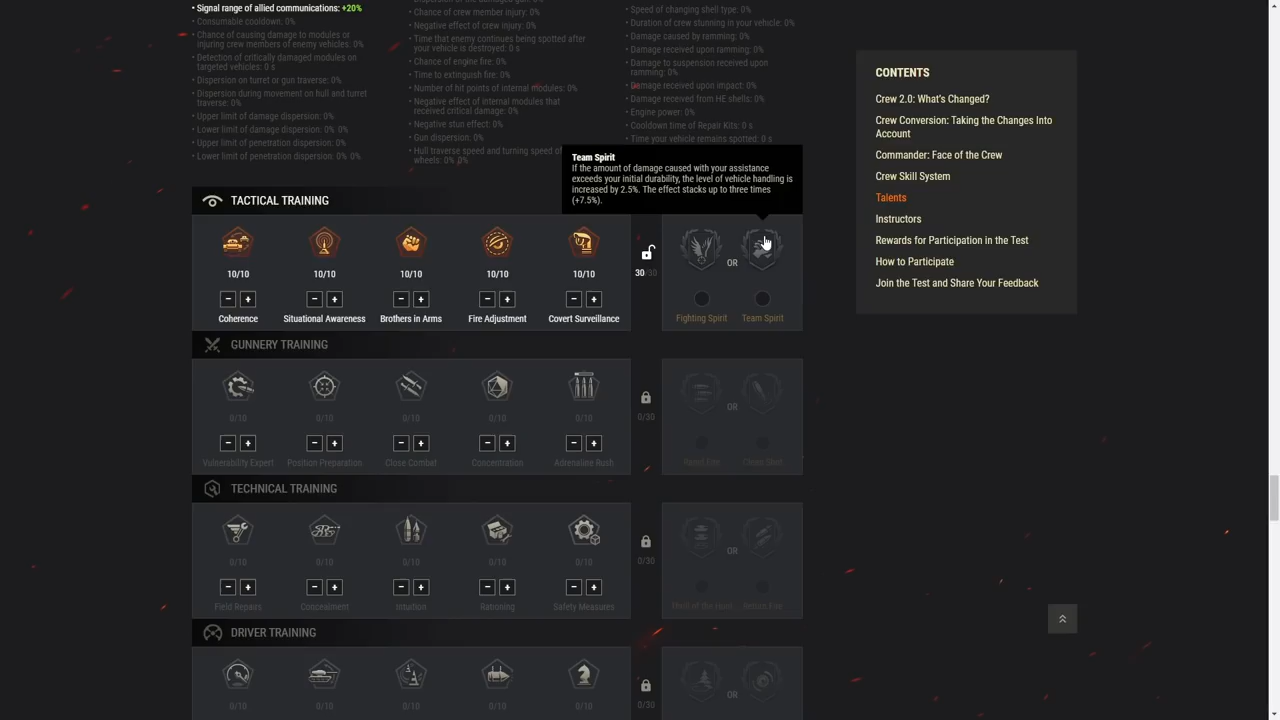 • Signal range of allied communications: +20%
• Consumable cooldown, 0%
• Chance of causing damage to modules or
injuring crew members of enemy vehicles: 0%
• Detection of critically damaged modules on
targeted vehicles: 0 s
• Dispersion on turret or gun traverse: 0%
• Dispersion during movement on hull and turret
traverse: 0%
• Upper limit of damage dispersion: 0% 0%
• Lower limit of damage dispersion: 0% 0%
• Upper limit of penetration dispersion: 0% 0%
• Lower limit of penetration dispersion: 0% 0%
• Chance of crew member injury: 0%
• Negative effect of crew injury: 0%
• Time that enemy continues being spotted after
your vehicle is destroyed: 0 s
• Chance of engine fire: 0%
• Time to extinguish fire: 0%
• Number of hit points of internal modules: 0%
• Negative effect of internal modules that
received critical damage: 0%
• Negative stun effect: 0%
• Gun dispersion: 0%
• Hull traverse speed and turning speed of
wheels: 0% 0%
• Speed of changing shell type: 0%
• Duration of crew stunning in your vehicle: 0%
• Damage caused by ramming: 0%
• Damage received upon ramming: 0%
• Damage to suspension received upon
ramming: 0%
• Damage received upon impact: 0%
• Damage received from HE shells: 0%
• Engine power: 0%
• Cooldown time of Repair Kits: 0 s
• Time your vehicle remains spotted: 0 s
Team Spirit
If the amount of damage caused with your assistance
exceeds your initial durability, the level of vehicle handling is
increased by 2.5%. The effect stacks up to three times
(+7.5%).
TACTICAL TRAINING
10/10 10/10 10/10 10/10 10/10
− + − + − + − + − +
Coherence Situational Awareness Brothers in Arms Fire Adjustment Covert Surveillance
30/30
OR
Fighting Spirit Team Spirit
GUNNERY TRAINING
0/10 0/10 0/10 0/10 0/10
− + − + − + − + − +
Vulnerability Expert Position Preparation Close Combat Concentration Adrenaline Rush
0/30
OR
TECHNICAL TRAINING
0/10 0/10 0/10 0/10 0/10
− + − + − + − + − +
Field Repairs Concealment Intuition Rationing Safety Measures
0/30
OR
DRIVER TRAINING
0/10 0/10 0/10 0/10 0/10
0/30
OR
CONTENTS
Crew 2.0: What's Changed?
Crew Conversion: Taking the Changes Into
Account
Commander: Face of the Crew
Crew Skill System
Talents
Instructors
Rewards for Participation in the Test
How to Participate
Join the Test and Share Your Feedback